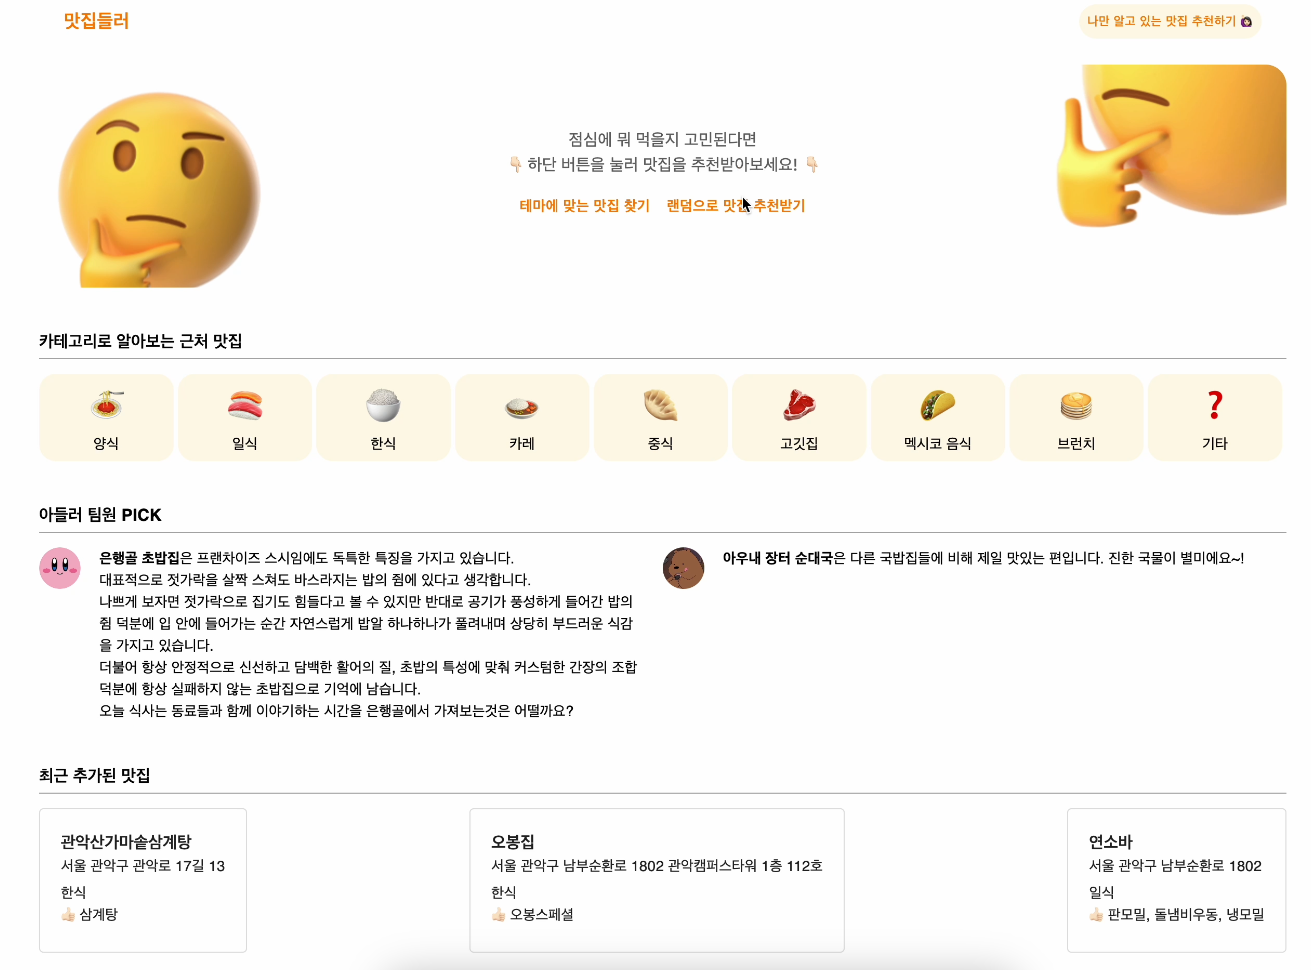 맛집들러
나만 알고 있는 맛집 추천하기 🙆🏻‍♀️
점심에 뭐 먹을지 고민된다면
👇🏻 하단 버튼을 눌러 맛집을 추천받아보세요! 👇🏻
테마에 맞는 맛집 찾기 랜덤으로 맛집 추천받기
카테고리로 알아보는 근처 맛집
양식
일식
한식
카레
중식
고깃집
멕시코 음식
브런치
?
기타
아들러 팀원 PICK
은행골 초밥집은 프랜차이즈 스시임에도 독특한 특징을 가지고 있습니다.
대표적으로 젓가락을 살짝 스쳐도 바스라지는 밥의 쥠에 있다고 생각합니다.
나쁘게 보자면 젓가락으로 집기도 힘들다고 볼 수 있지만 반대로 공기가 풍성하게 들어간 밥의
쥠 덕분에 입 안에 들어가는 순간 자연스럽게 밥알 하나하나가 풀려내며 상당히 부드러운 식감
을 가지고 있습니다.
더불어 항상 안정적으로 신선하고 담백한 활어의 질, 초밥의 특성에 맞춰 커스텀한 간장의 조합
덕분에 항상 실패하지 않는 초밥집으로 기억에 남습니다.
오늘 식사는 동료들과 함께 이야기하는 시간을 은행골에서 가져보는것은 어떨까요?
아우내 장터 순대국은 다른 국밥집들에 비해 제일 맛있는 편입니다. 진한 국물이 별미에요~!
최근 추가된 맛집
관악산가마솥삼계탕
서울 관악구 관악로 17길 13
한식
👍🏻 삼계탕
오봉집
서울 관악구 남부순환로 1802 관악캠퍼스타워 1층 112호
한식
👍🏻 오봉스페셜
연소바
서울 관악구 남부순환로 1802
일식
👍🏻 판모밀, 돌냄비우동, 냉모밀